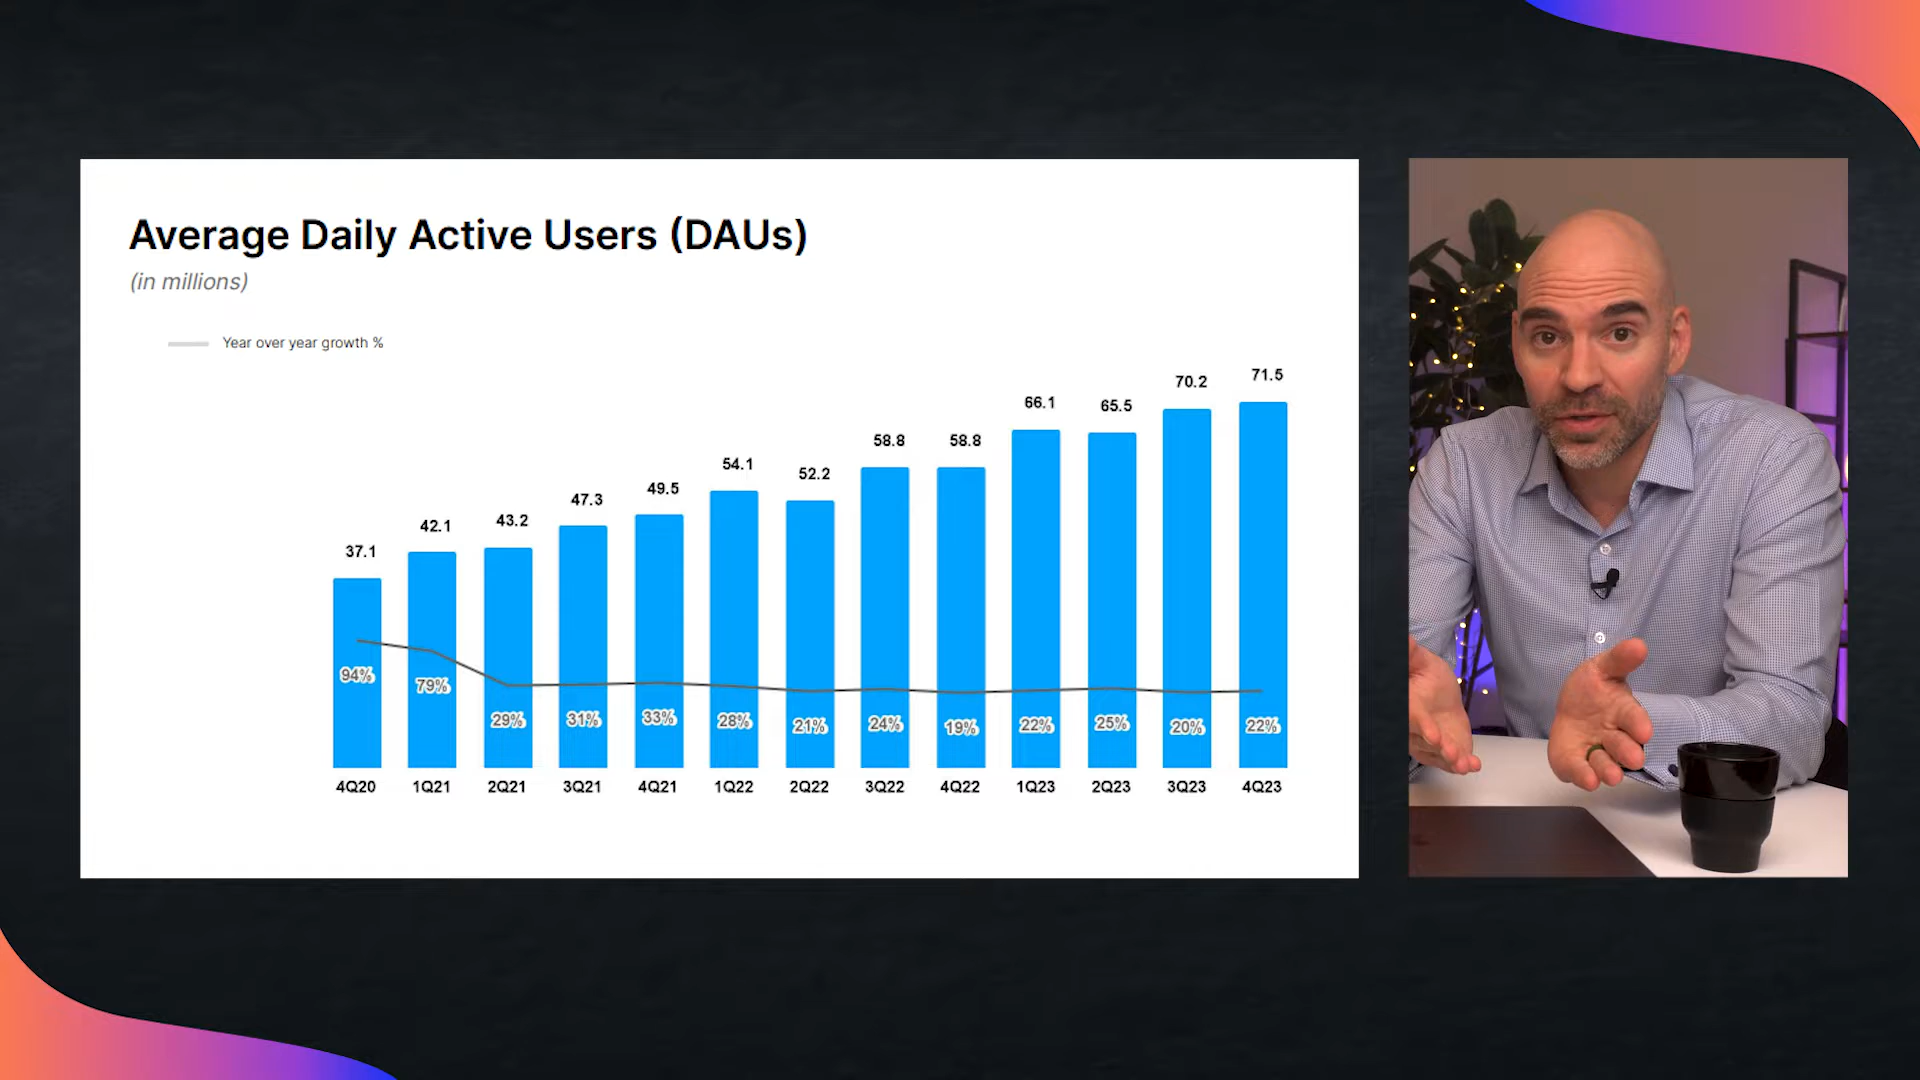 Average Daily Active Users (DAUs)
(in millions)
Year over year growth %
37.1 42.1 43.2 47.3 49.5 54.1 52.2 58.8 58.8 66.1 65.5 70.2 71.5
94% 79% 29% 31% 33% 28% 21% 24% 19% 22% 25% 20% 22%
4Q20 1Q21 2Q21 3Q21 4Q21 1Q22 2Q22 3Q22 4Q22 1Q23 2Q23 3Q23 4Q23